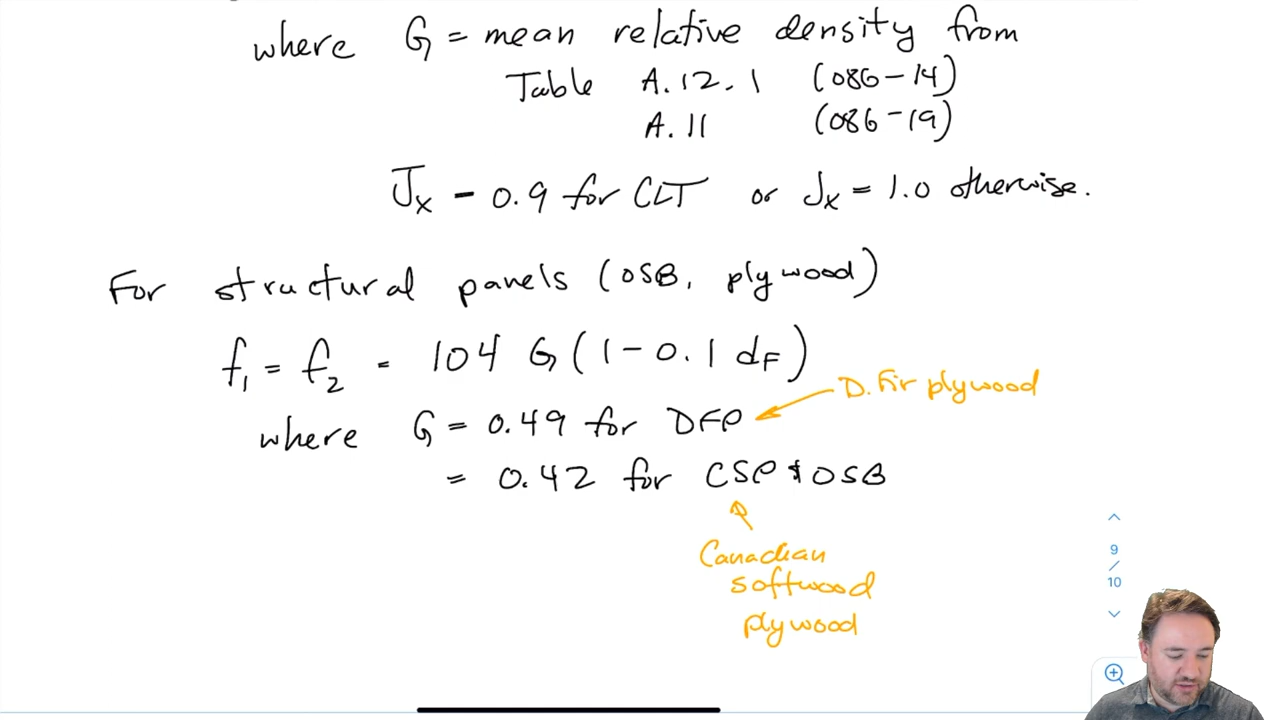 where G = mean relative density from
Table A.12.1 (086-14)
A.11 (086-19)
Jx - 0.9 for CLT or Jx = 1.0 otherwise.
For structural panels (OSB, plywood)
f1 = f2 = 104 G (1 - 0.1 dF)
D. Fir plywood
where G = 0.49 for DFP
= 0.42 for CSP & OSB
Canadian
softwood
plywood
9
/
10